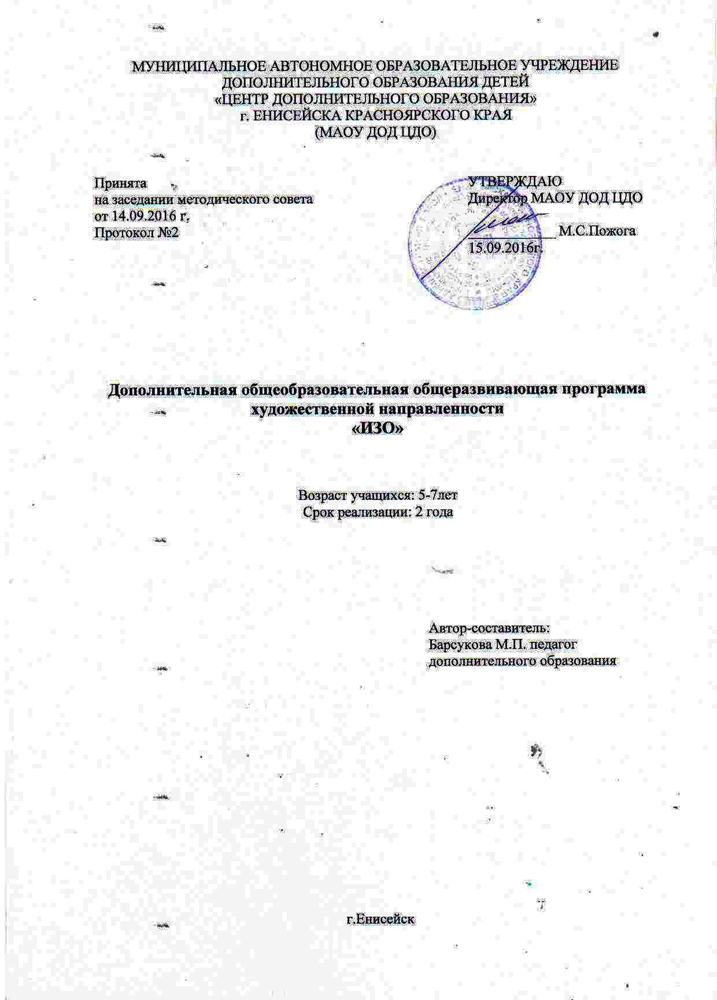 МУНИЦИПАЛЬНОЕ АВТОНОМНОЕ ОБРАЗОВАТЕЛЬНОЕ УЧРЕЖДЕНИЕ
ДОПОЛНИТЕЛЬНОГО ОБРАЗОВАНИЯ ДЕТЕЙ
«ЦЕНТР ДОПОЛНИТЕЛЬНОГО ОБРАЗОВАНИЯ»
г. ЕНИСЕЙСКА КРАСНОЯРСКОГО КРАЯ
(МАОУ ДОД ЦДО)
Принята
на заседании методического совета
от 14.09.2016 г.
Протокол №2
УТВЕРЖДАЮ
Директор МАОУ ДОД ЦДО
М.С.Пожога
15.09.2016г.
Дополнительная общеобразовательная общеразвивающая программа
художественной направленности
«ИЗО»
Возраст учащихся: 5-7лет
Срок реализации: 2 года
Автор-составитель:
Барсукова М.П. педагог
дополнительного образования
г.Енисейск